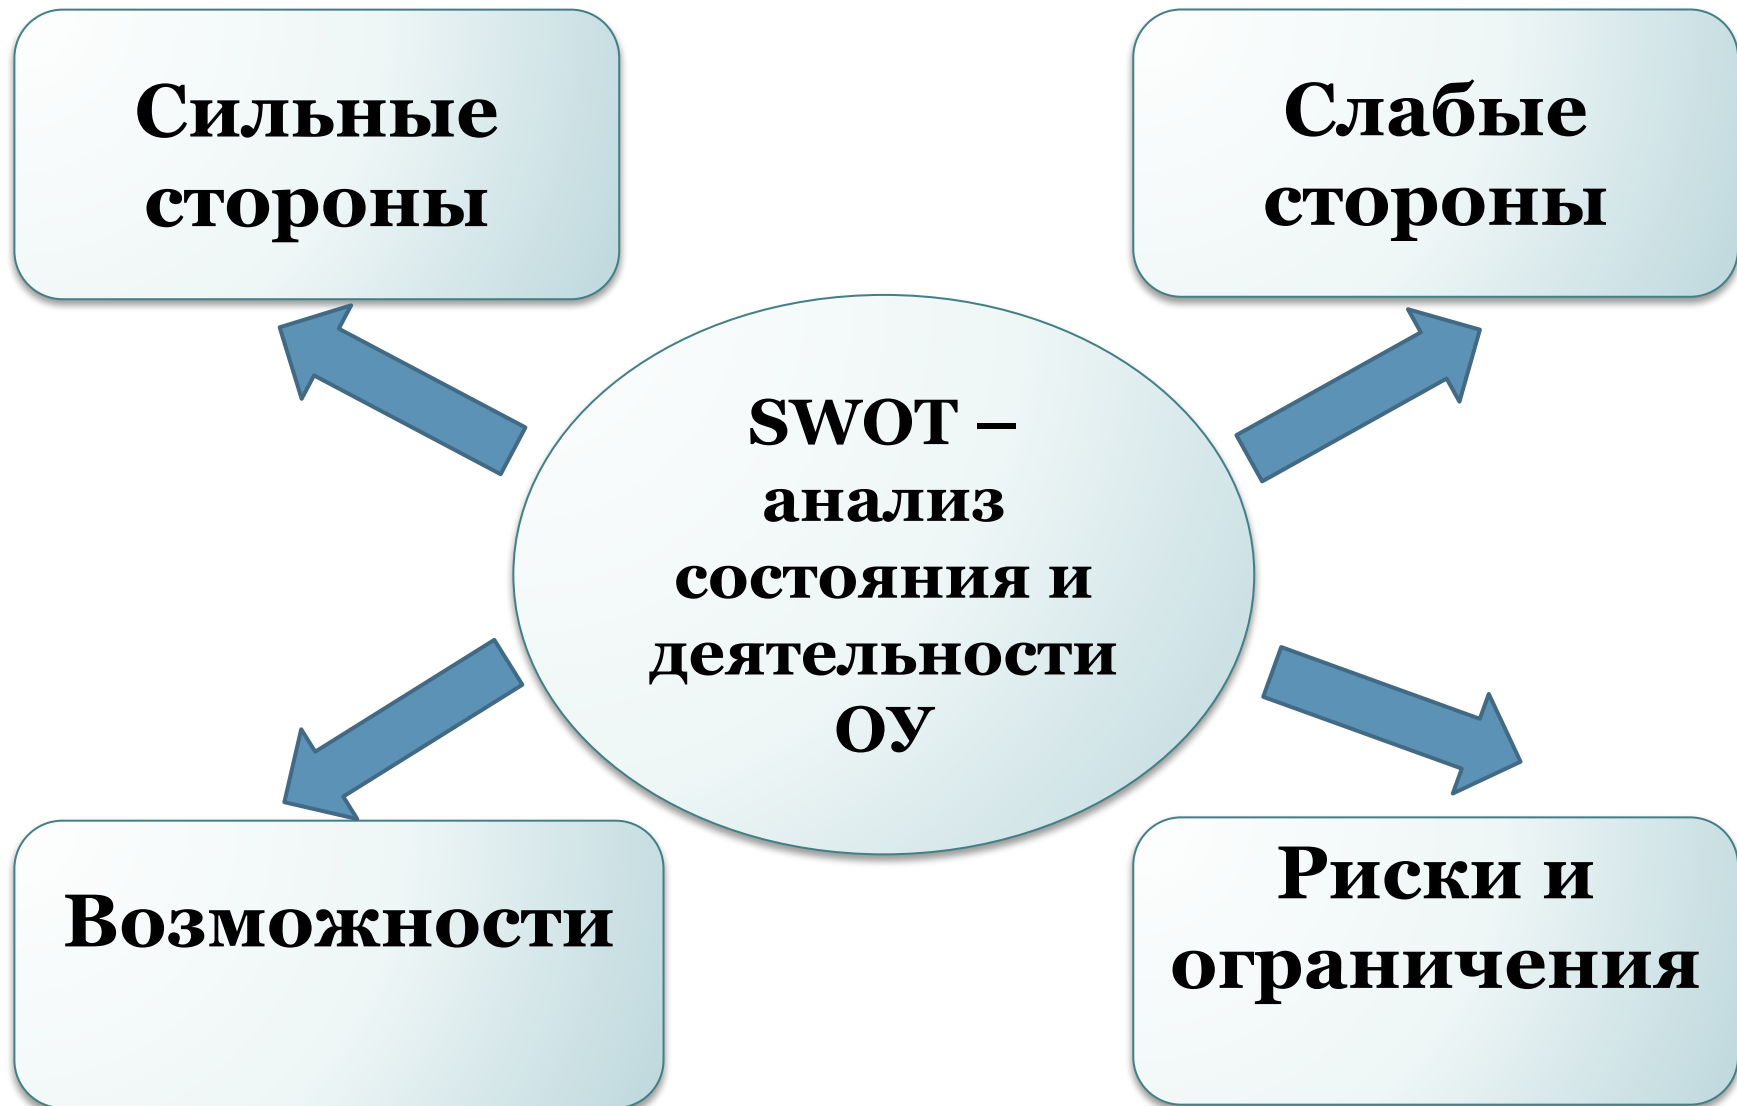 Сильные
стороны
Слабые
стороны
SWOT –
анализ
состояния и
деятельности
ОУ
Возможности
Риски и
ограничения